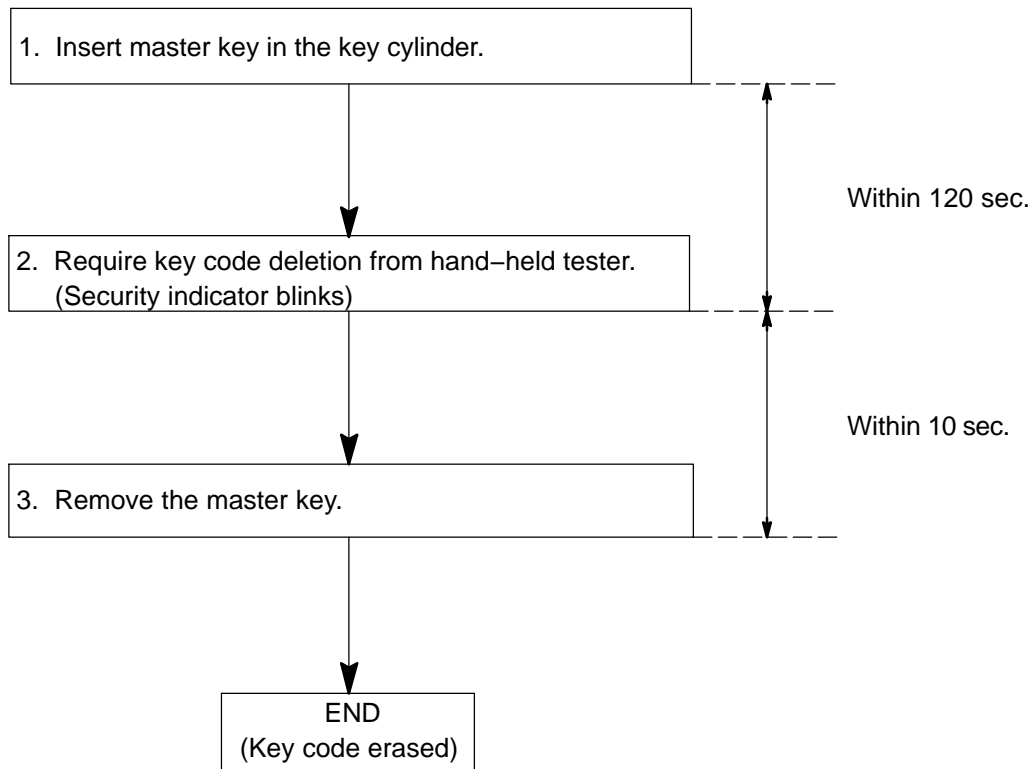 1. Insert master key in the key cylinder.
Within 120 sec.
2. Require key code deletion from hand−held tester.
(Security indicator blinks)
Within 10 sec.
3. Remove the master key.
END
(Key code erased)